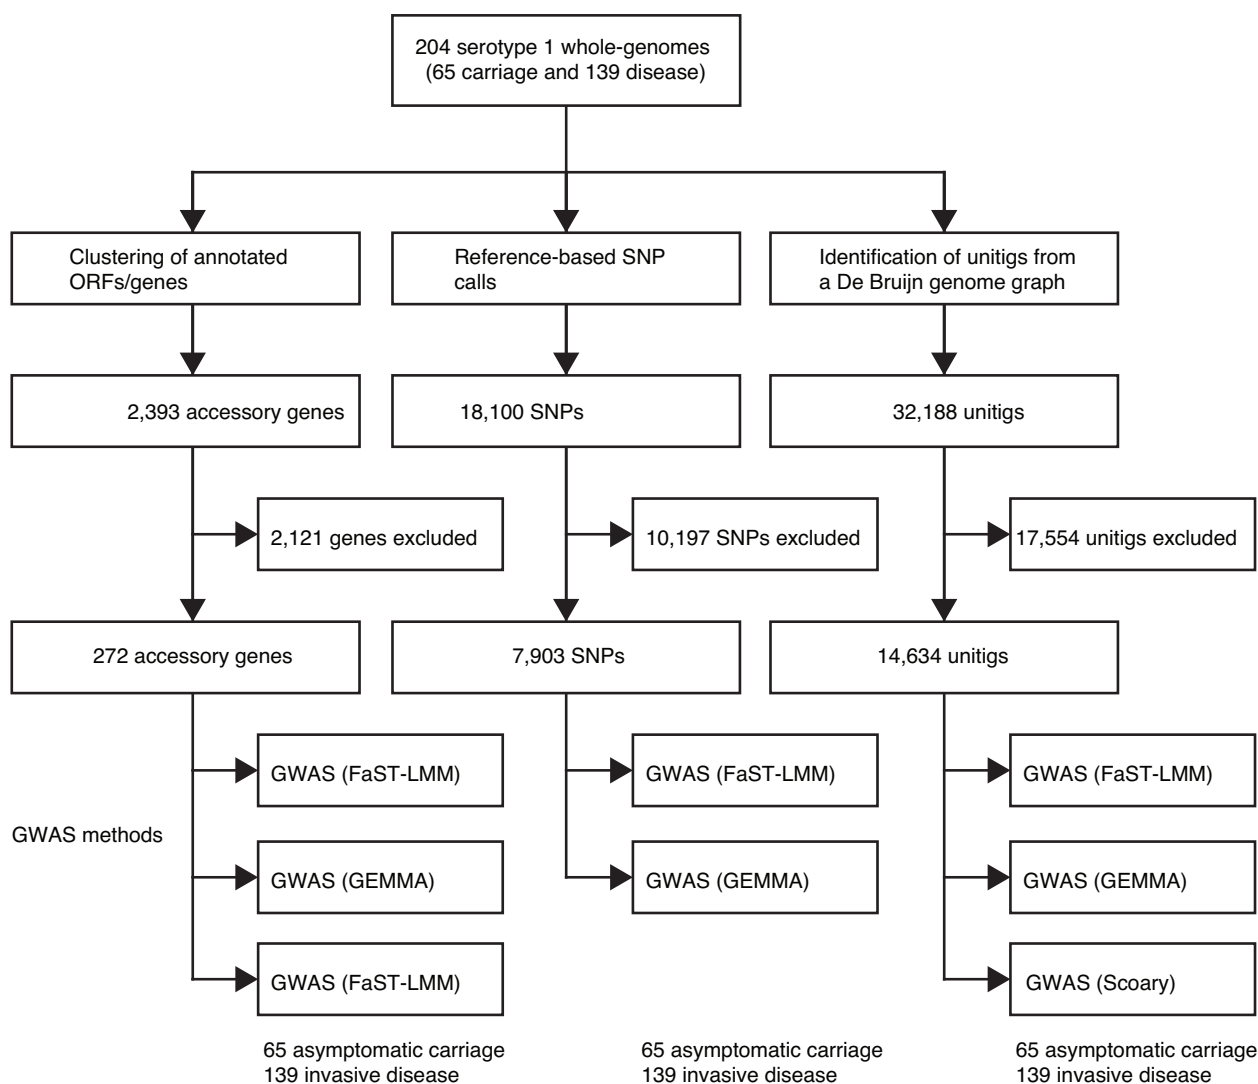 204 serotype 1 whole-genomes
(65 carriage and 139 disease)
Clustering of annotated
ORFs/genes
Reference-based SNP
calls
Identification of unitigs from
a De Bruijn genome graph
2,393 accessory genes
18,100 SNPs
32,188 unitigs
2,121 genes excluded
10,197 SNPs excluded
17,554 unitigs excluded
272 accessory genes
7,903 SNPs
14,634 unitigs
GWAS (FaST-LMM)
GWAS (FaST-LMM)
GWAS (FaST-LMM)
GWAS methods
GWAS (GEMMA)
GWAS (GEMMA)
GWAS (GEMMA)
GWAS (FaST-LMM)
GWAS (Scoary)
65 asymptomatic carriage
139 invasive disease
65 asymptomatic carriage
139 invasive disease
65 asymptomatic carriage
139 invasive disease